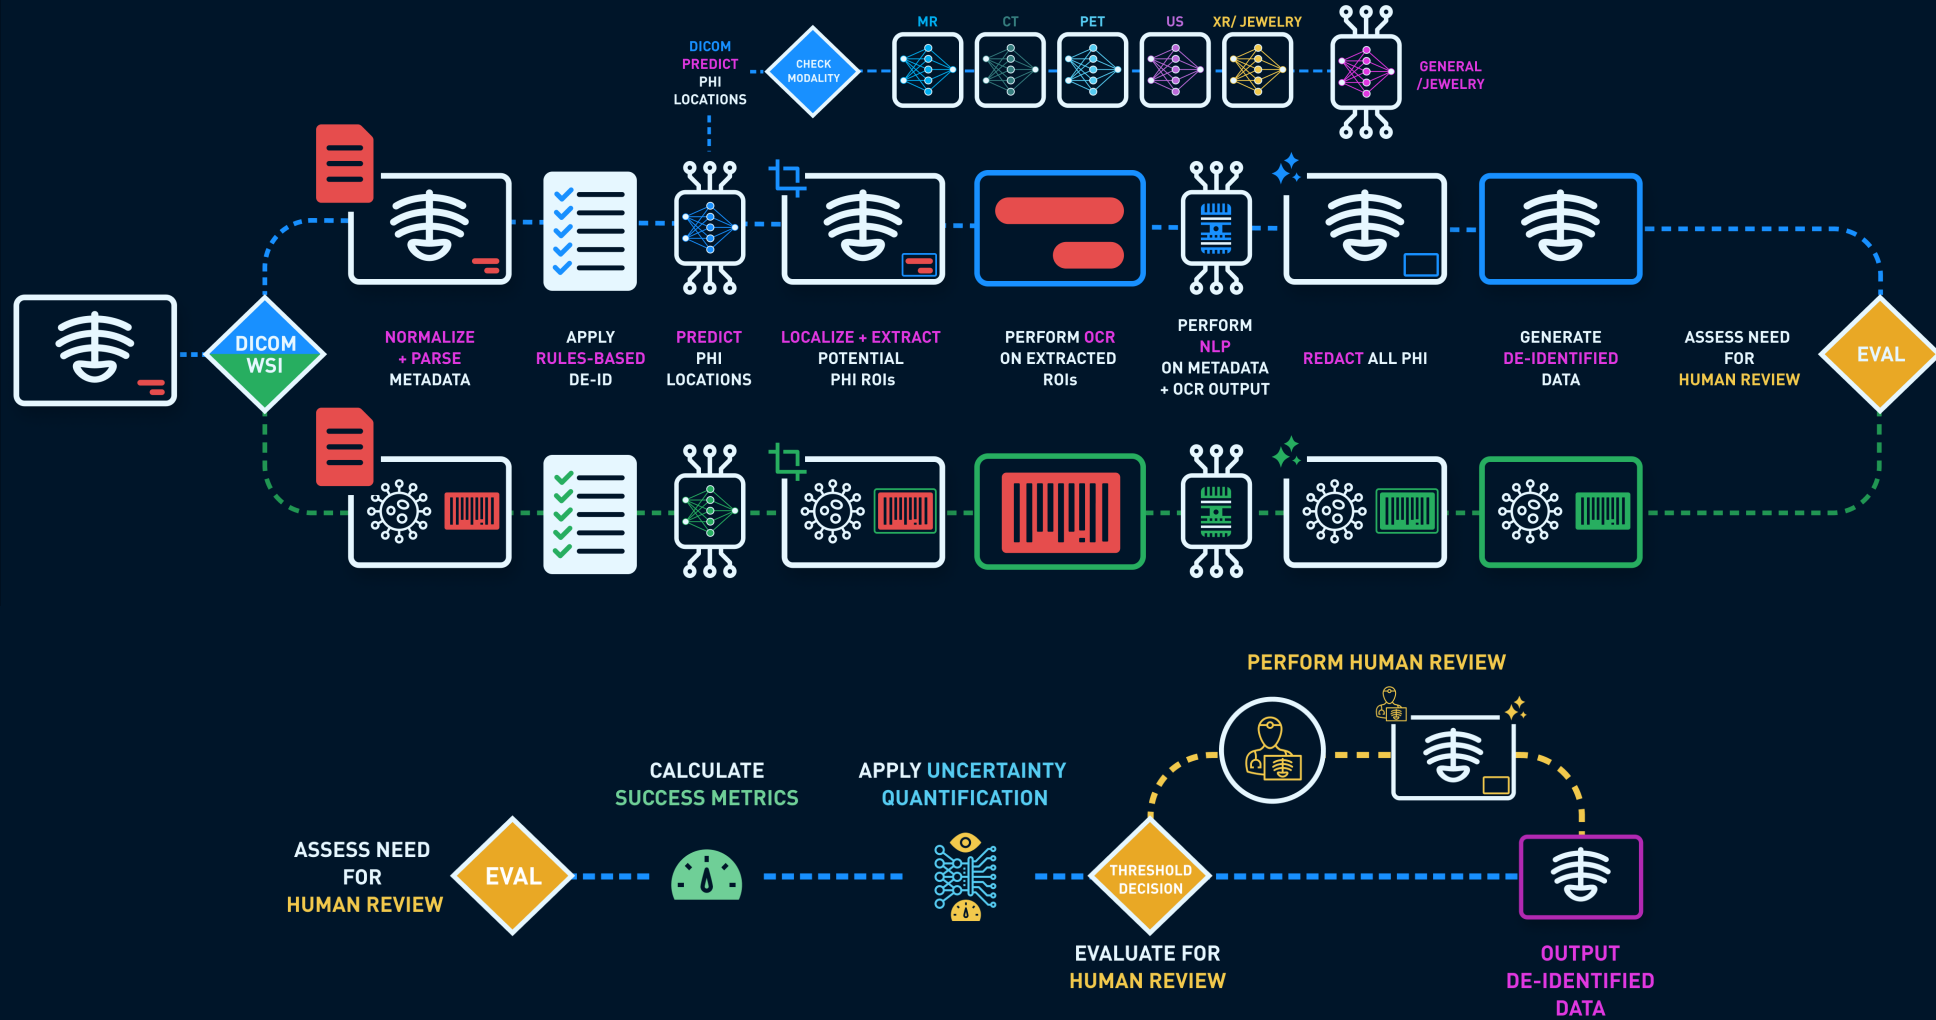 MR
CT
PET
US
XR/ JEWELRY
DICOM
PREDICT
PHI
LOCATIONS
CHECK
MODALITY
GENERAL
/JEWELRY
DICOM
WSI
NORMALIZE
+ PARSE
METADATA
APPLY
RULES-BASED
DE-ID
PREDICT
PHI
LOCATIONS
LOCALIZE + EXTRACT
POTENTIAL
PHI ROIs
PERFORM OCR
ON EXTRACTED
ROIs
PERFORM
NLP
ON METADATA
+ OCR OUTPUT
REDACT ALL PHI
GENERATE
DE-IDENTIFIED
DATA
ASSESS NEED
FOR
HUMAN REVIEW
EVAL
PERFORM HUMAN REVIEW
ASSESS NEED
FOR
HUMAN REVIEW
EVAL
CALCULATE
SUCCESS METRICS
APPLY UNCERTAINTY
QUANTIFICATION
THRESHOLD
DECISION
EVALUATE FOR
HUMAN REVIEW
OUTPUT
DE-IDENTIFIED
DATA